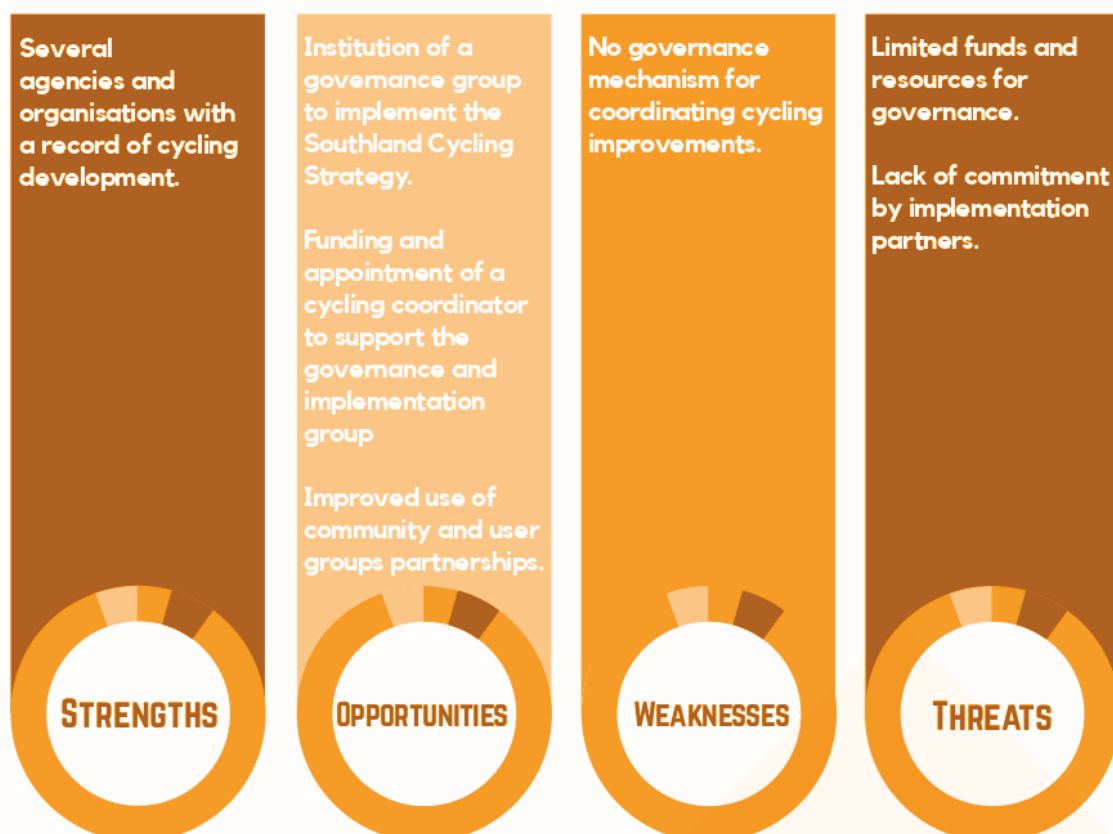 Several
agencies and
organisations with
a record of cycling
development.
STRENGTHS
Institution of a
governance group
to implement the
Southland Cycling
Strategy.
Funding and
appointment of a
cycling coordinator
to support the
governance and
implementation
group
Improved use of
community and user
groups partnerships.
OPPORTUNITIES
No governance
mechanism for
coordinating cycling
improvements.
WEAKNESSES
Limited funds and
resources for
governance.
Lack of commitment
by implementation
partners.
THREATS